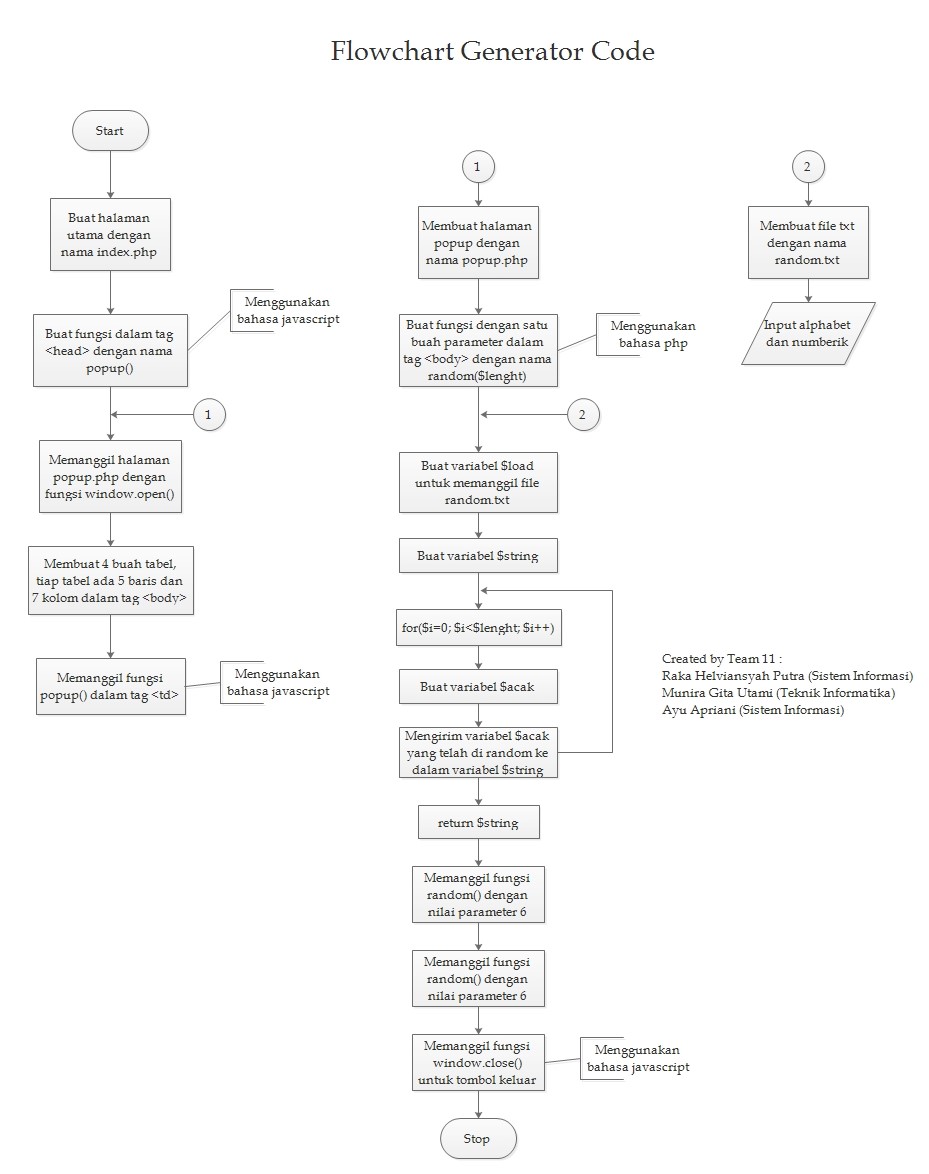 Flowchart Generator Code
Start
Buat halaman
utama dengan
nama index.php
Buat fungsi dalam tag
<head> dengan nama
popup()
Menggunakan
bahasa javascript
1
Memanggil halaman
popup.php dengan
fungsi window.open()
Membuat 4 buah tabel,
tiap tabel ada 5 baris dan
7 kolom dalam tag <body>
Memanggil fungsi
popup() dalam tag <td>
Menggunakan
bahasa javascript
1
Membuat halaman
popup dengan
nama popup.php
Buat fungsi dengan satu
buah parameter dalam
tag <body> dengan nama
random($lenght)
Menggunakan
bahasa php
2
Buat variabel $load
untuk memanggil file
random.txt
Buat variabel $string
for($i=0; $i<$lenght; $i++)
Buat variabel $acak
Mengirim variabel $acak
yang telah di random ke
dalam variabel $string
return $string
Memanggil fungsi
random() dengan
nilai parameter 6
Memanggil fungsi
random() dengan
nilai parameter 6
Memanggil fungsi
window.close()
untuk tombol keluar
Menggunakan
bahasa javascript
Stop
2
Membuat file txt
dengan nama
random.txt
Input alphabet
dan numberik
Created by Team 11 :
Raka Helviansyah Putra (Sistem Informasi)
Munira Gita Utami (Teknik Informatika)
Ayu Apriani (Sistem Informasi)